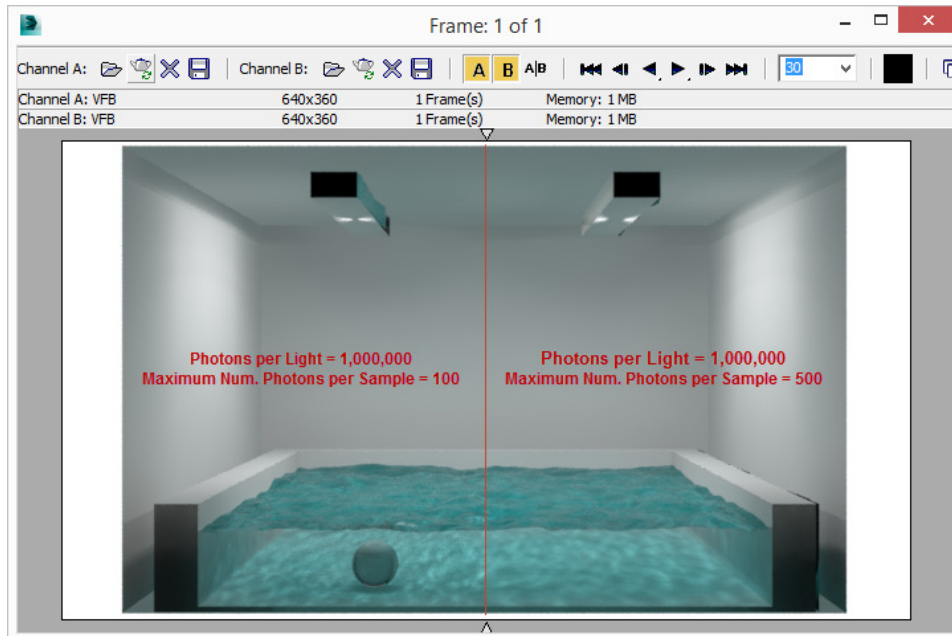 Frame: 1 of 1
Channel A: Channel B: A B A|B 30
Channel A: VFB 640x360 1 Frame(s) Memory: 1 MB
Channel B: VFB 640x360 1 Frame(s) Memory: 1 MB
Photons per Light = 1,000,000
Maximum Num. Photons per Sample = 100
Photons per Light = 1,000,000
Maximum Num. Photons per Sample = 500